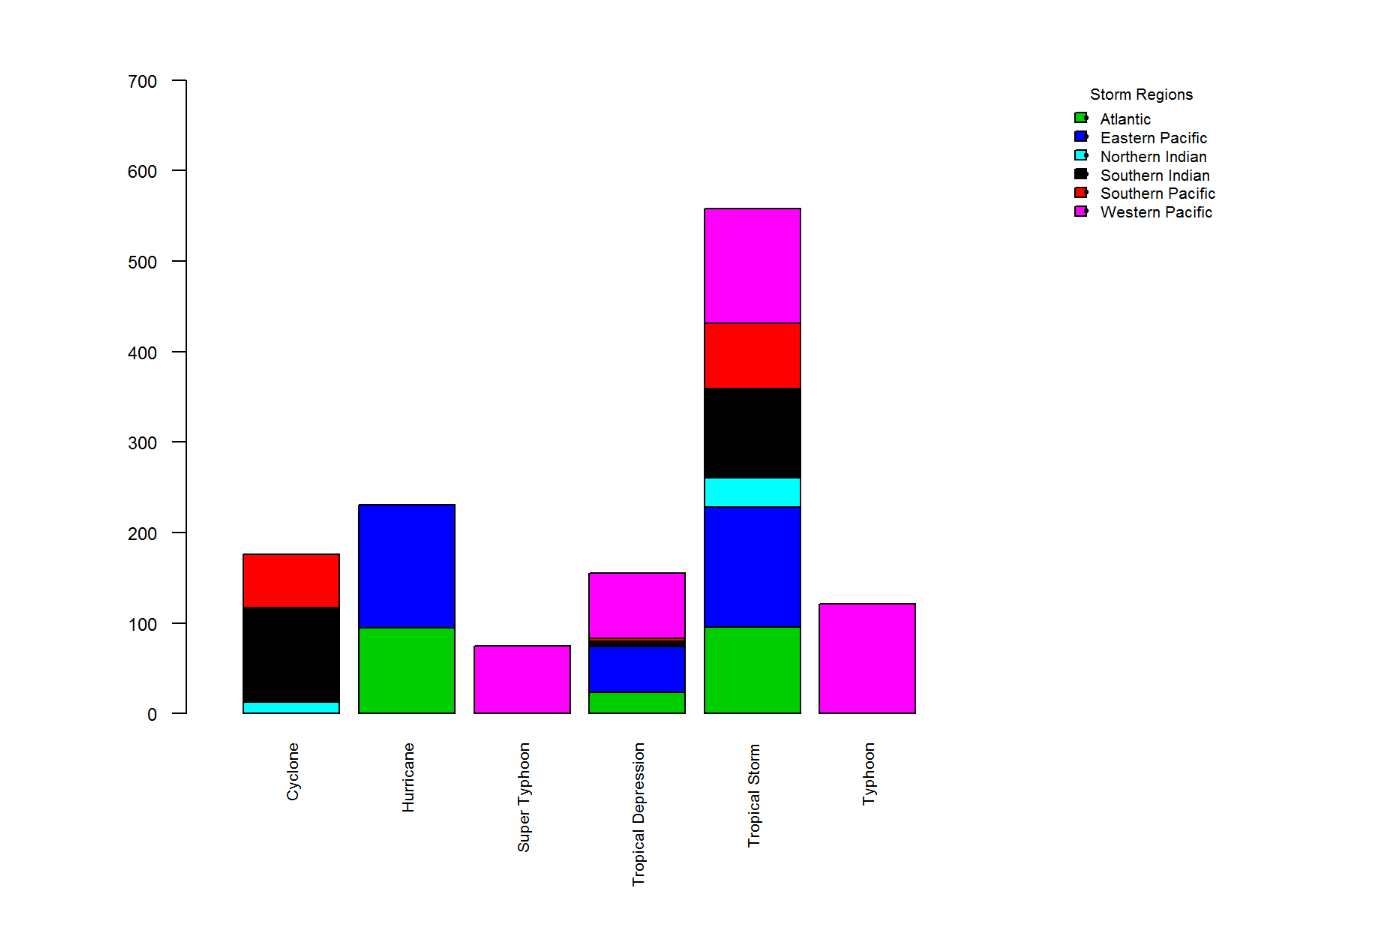 700
600
500
400
300
200
100
0
Cyclone
Hurricane
Super Typhoon
Tropical Depression
Tropical Storm
Typhoon
Storm Regions
Atlantic
Eastern Pacific
Northern Indian
Southern Indian
Southern Pacific
Western Pacific